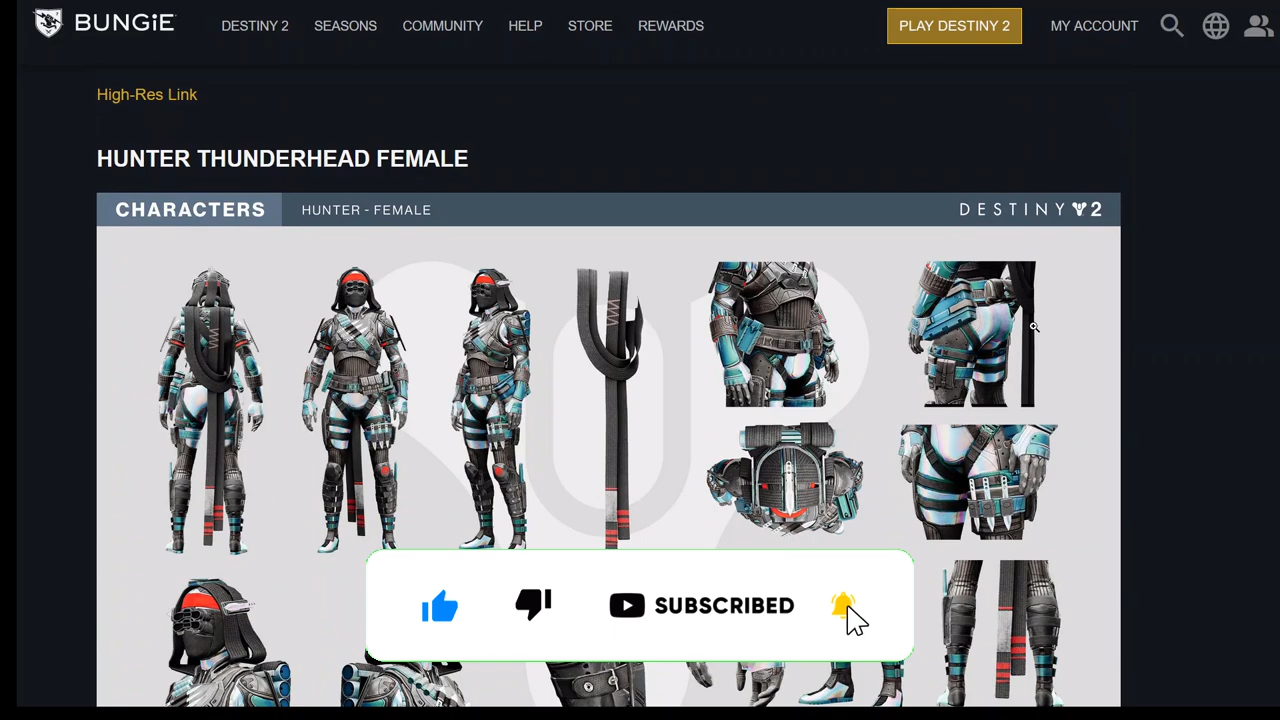 BUNGiE
DESTINY 2 SEASONS COMMUNITY HELP STORE REWARDS PLAY DESTINY 2 MY ACCOUNT
High-Res Link
HUNTER THUNDERHEAD FEMALE
CHARACTERS HUNTER - FEMALE DESTINY 2
SUBSCRIBED